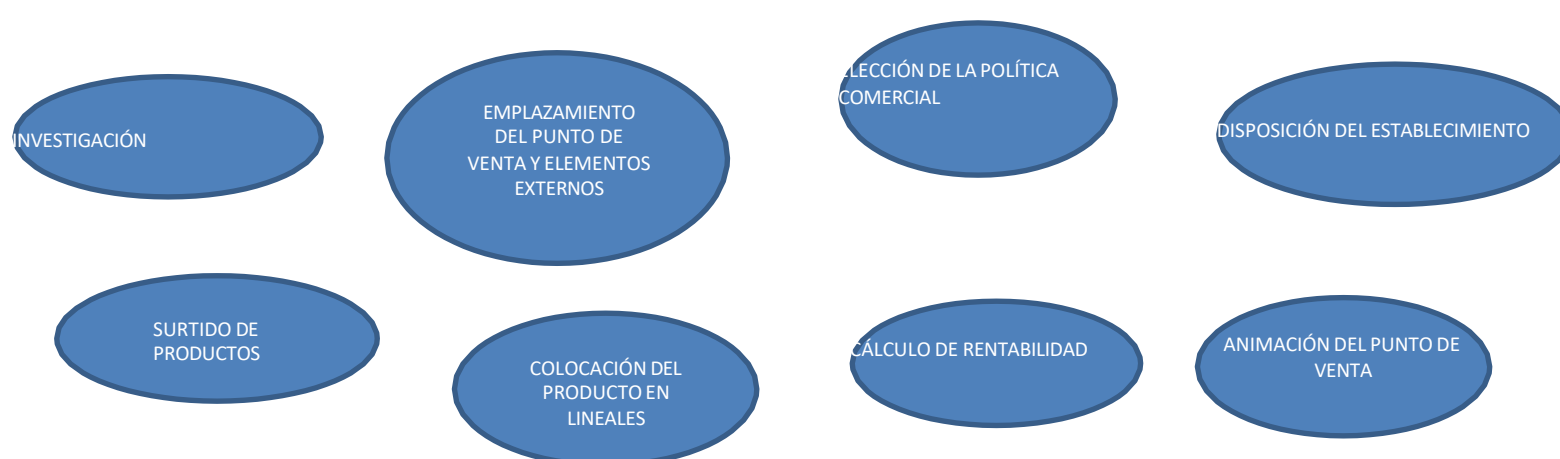 INVESTIGACIÓN
EMPLAZAMIENTO
DEL PUNTO DE
VENTA Y ELEMENTOS
EXTERNOS
ELECCIÓN DE LA POLÍTICA
COMERCIAL
DISPOSICIÓN DEL ESTABLECIMIENTO
SURTIDO DE
PRODUCTOS
COLOCACIÓN DEL
PRODUCTO EN
LINEALES
CÁLCULO DE RENTABILIDAD
ANIMACIÓN DEL PUNTO DE
VENTA